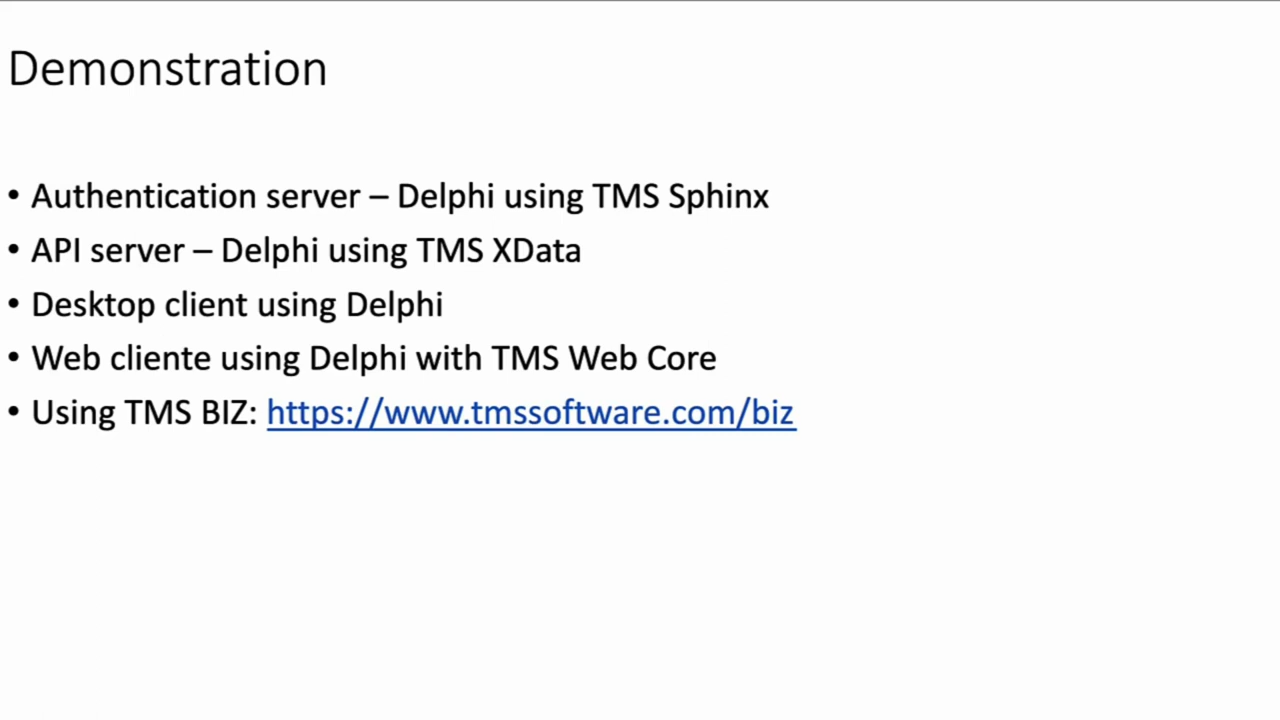 Demonstration
• Authentication server – Delphi using TMS Sphinx
• API server – Delphi using TMS XData
• Desktop client using Delphi
• Web cliente using Delphi with TMS Web Core
• Using TMS BIZ: https://www.tmssoftware.com/biz